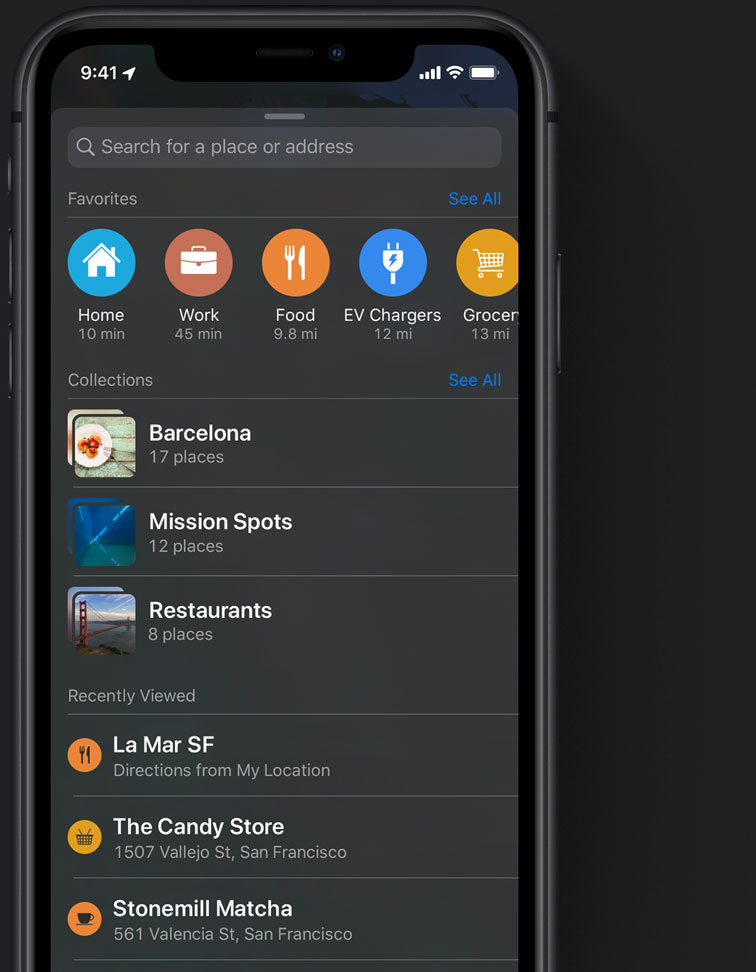 9:41
Search for a place or address
Favorites See All
Home Work Food EV Chargers Grocery
10 min 45 min 9.8 mi 12 mi 13 mi
Collections See All
Barcelona
17 places
Mission Spots
12 places
Restaurants
8 places
Recently Viewed
La Mar SF
Directions from My Location
The Candy Store
1507 Vallejo St, San Francisco
Stonemill Matcha
561 Valencia St, San Francisco